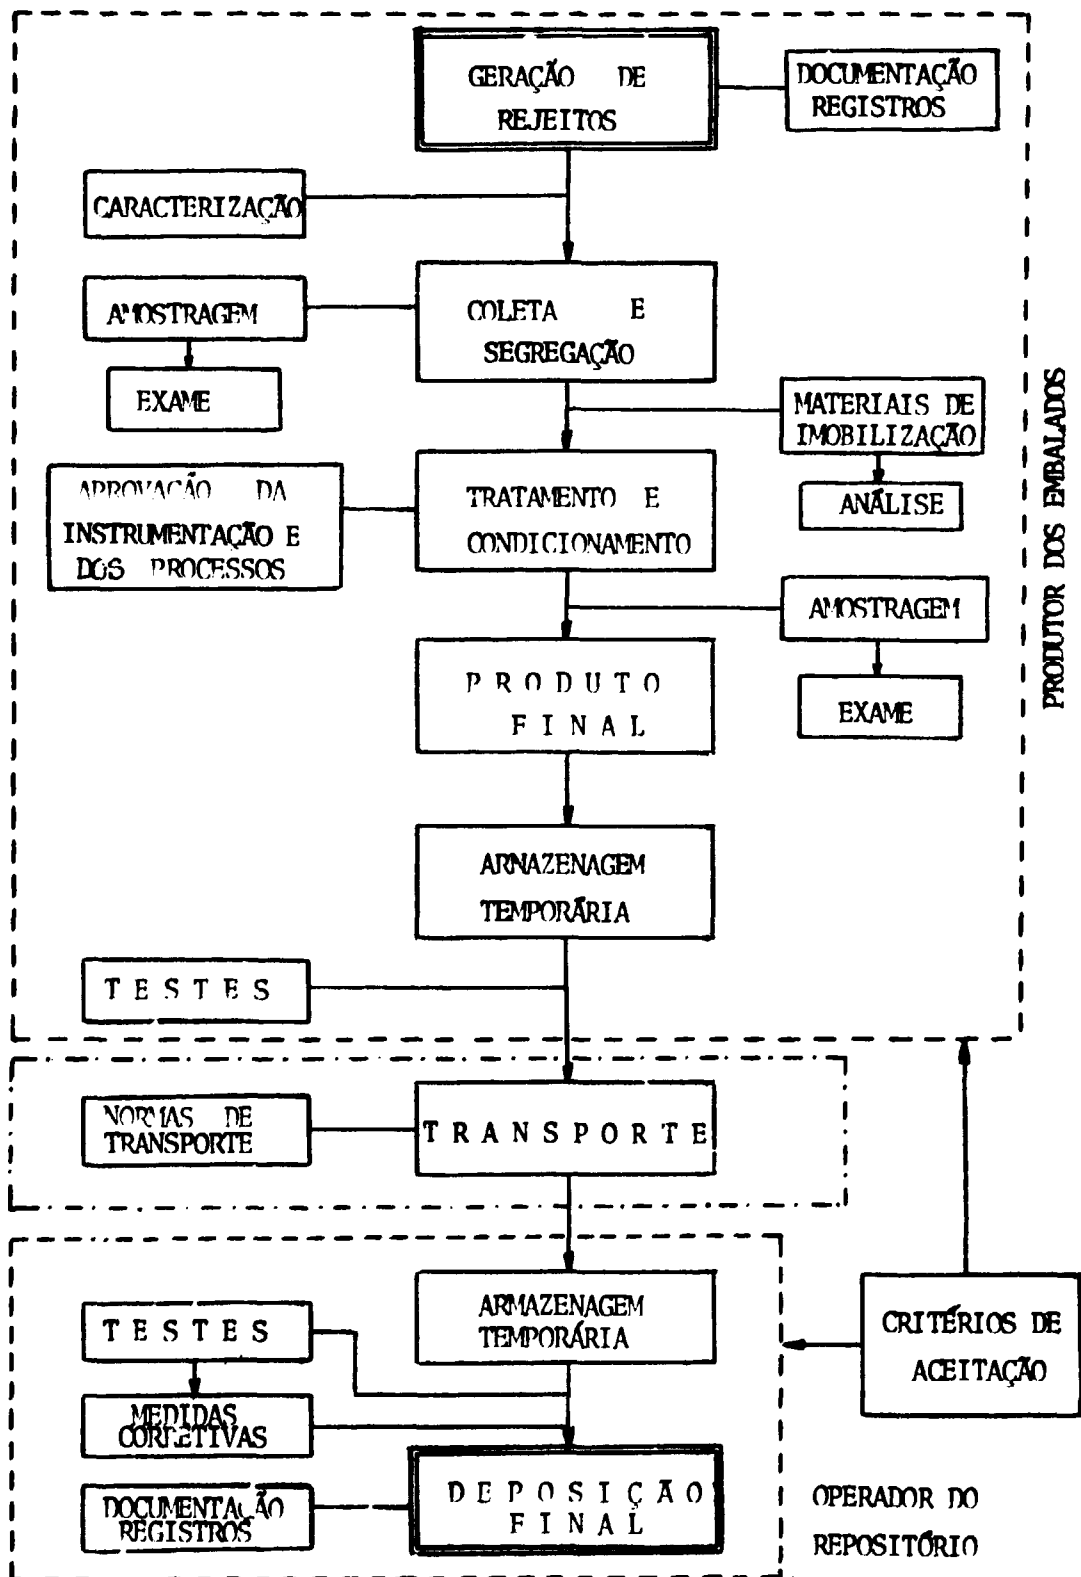 GERAÇÃO DE
REJEITOS
DOCUMENTAÇÃO
REGISTROS
CARACTERIZAÇÃO
AMOSTRAGEM
EXAME
COLETA E
SEGREGAÇÃO
MATERIAIS DE
IMOBILIZAÇÃO
ANÁLISE
APROVAÇÃO DA
INSTRUMENTAÇÃO E
DOS PROCESSOS
TRATAMENTO E
CONDICIONAMENTO
AMOSTRAGEM
EXAME
PRODUTO
FINAL
ARMAZENAGEM
TEMPORÁRIA
TESTES
PRODUTOR DOS EMBALADOS
NORMAS DE
TRANSPORTE
TRANSPORTE
ARMAZENAGEM
TEMPORÁRIA
TESTES
MEDIDAS
CORRETIVAS
DOCUMENTAÇÃO
REGISTROS
DEPOSIÇÃO
FINAL
CRITÉRIOS DE
ACEITAÇÃO
OPERADOR DO
REPOSITÓRIO